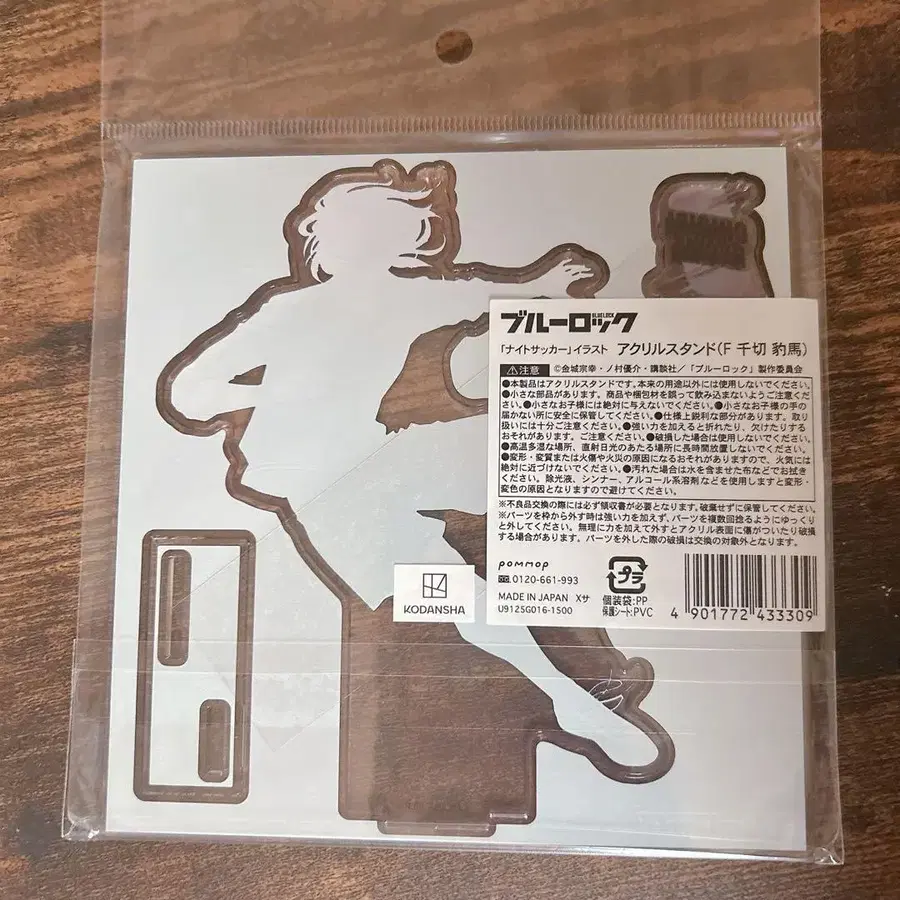 ブルーロック
BLUELOCK
「ナイトサッカー」イラスト アクリルスタンド(F 千切 豹馬)
⚠注意 ©金城宗幸・ノ村優介・講談社/「ブルーロック」製作委員会
●本製品はアクリルスタンドです。本来の用途以外には使用しないでください。
●小さな部品があります。商品や梱包材を誤って飲み込まないようご注意くださ
い。●小さなお子様には絶対に与えないでください。●小さなお子様の手の
届かない所に安全に保管してください。●仕様上鋭利な部分があります。取り
扱いには十分ご注意ください。●強い力を加えると折れたり、欠けたりする
おそれがあります。ご注意ください。●破損した場合は使用しないでください。
●高温多湿な場所、直射日光のあたる場所に長時間放置しないでください。
●変形・変質または火傷や火災の原因になるおそれがありますので、火気には
絶対に近づけないでください。●汚れた場合は水を含ませた布などでお拭き
ください。除光液、シンナー、アルコール系溶剤などを使用しますと変形・
変色の原因となりますので避けてください。
※不良品交換の際には必ず領収書が必要となります。破棄せずに保管してください。
※パーツを枠から外す時は強い力を加えず、パーツを複数回捻るようにゆっくり
と外してください。無理に力を加えて外すとアクリル表面に傷がついたり破損
する場合があります。パーツを外した際の破損は交換の対象外となります。
pommop
0120-661-993
MADE IN JAPAN Xサ
U9125G016-1500
プラ
個装袋:PP
保護シート:PVC
4 901772 433309
KODANSHA